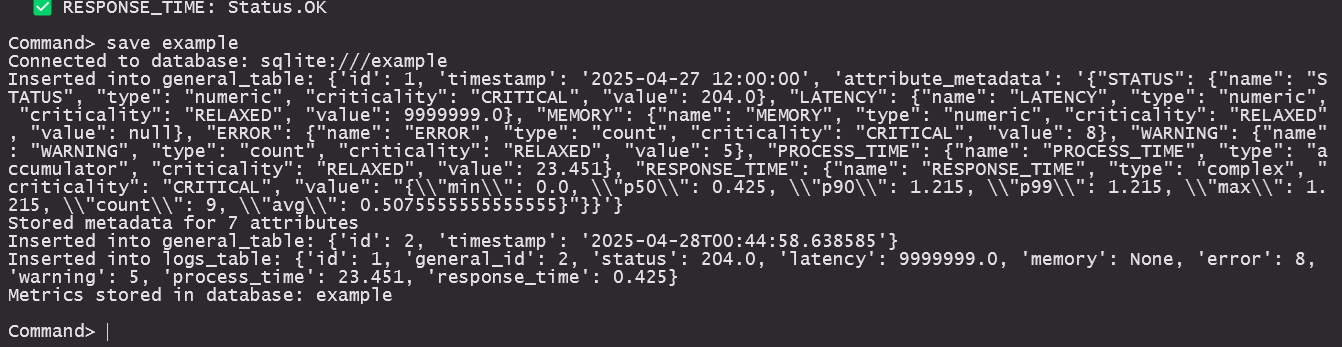 ✅ RESPONSE_TIME: Status.OK
Command> save example
Connected to database: sqlite:///example
Inserted into general_table: {'id': 1, 'timestamp': '2025-04-27 12:00:00', 'attribute_metadata': '{"STATUS": {"name": "S
TATUS", "type": "numeric", "criticality": "CRITICAL", "value": 204.0}, "LATENCY": {"name": "LATENCY", "type": "numeric",
 "criticality": "RELAXED", "value": 9999999.0}, "MEMORY": {"name": "MEMORY", "type": "numeric", "criticality": "RELAXED"
, "value": null}, "ERROR": {"name": "ERROR", "type": "count", "criticality": "CRITICAL", "value": 8}, "WARNING": {"name"
: "WARNING", "type": "count", "criticality": "RELAXED", "value": 5}, "PROCESS_TIME": {"name": "PROCESS_TIME", "type": "a
ccumulator", "criticality": "RELAXED", "value": 23.451}, "RESPONSE_TIME": {"name": "RESPONSE_TIME", "type": "complex", "
criticality": "CRITICAL", "value": "{\\"min\\": 0.0, \\"p50\\": 0.425, \\"p90\\": 1.215, \\"p99\\": 1.215, \\"max\\": 1.
215, \\"count\\": 9, \\"avg\\": 0.5075555555555555}"}}'}
Stored metadata for 7 attributes
Inserted into general_table: {'id': 2, 'timestamp': '2025-04-28T00:44:58.638585'}
Inserted into logs_table: {'id': 1, 'general_id': 2, 'status': 204.0, 'latency': 9999999.0, 'memory': None, 'error': 8,
'warning': 5, 'process_time': 23.451, 'response_time': 0.425}
Metrics stored in database: example
Command>